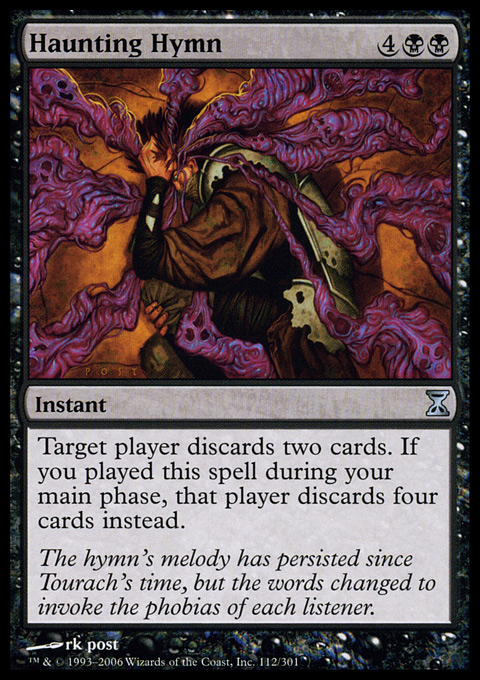 Haunting Hymn 4
POST
Instant
Target player discards two cards. If
you played this spell during your
main phase, that player discards four
cards instead.
The hymn's melody has persisted since
Tourach's time, but the words changed to
invoke the phobias of each listener.
rk post
™ & © 1993–2006 Wizards of the Coast, Inc. 112/301